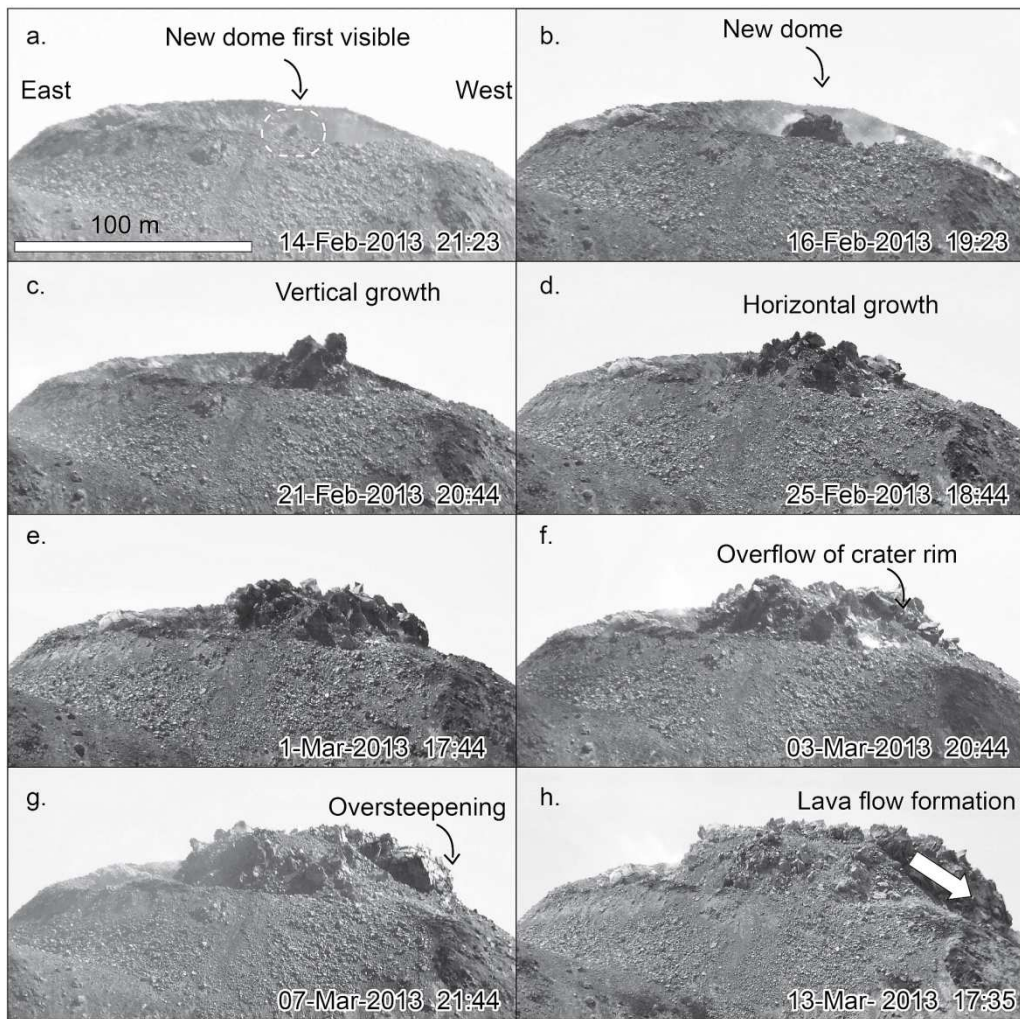 a.
New dome first visible
East
West
100 m
14-Feb-2013 21:23
b.
New dome
16-Feb-2013 19:23
c.
Vertical growth
21-Feb-2013 20:44
d.
Horizontal growth
25-Feb-2013 18:44
e.
1-Mar-2013 17:44
f.
Overflow of crater rim
03-Mar-2013 20:44
g.
Oversteepening
07-Mar-2013 21:44
h.
Lava flow formation
13-Mar- 2013 17:35